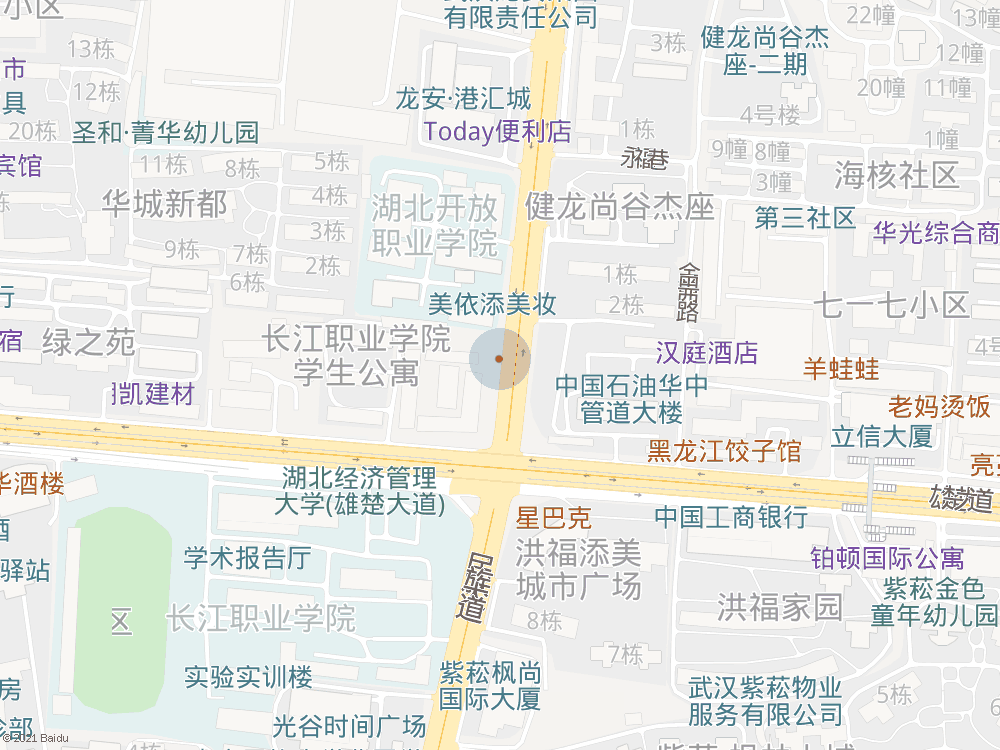 小区
有限责任公司
22幢
13幢
13栋
3栋
健龙尚谷杰
座-二期
12幢
市
12栋
20幢
11幢
具
龙安·港汇城
4号楼
20栋
圣和·菁华幼儿园
Today便利店
1栋
1幢
宾馆
11栋
8栋
5栋
永福巷
9幢
8幢
3幢
海核社区
4栋
华城新都
湖北开放
职业学院
健龙尚谷杰座
第三社区
华光综合商
3栋
9栋
7栋
2栋
6栋
1栋
2栋
金奥路
行
美依添美妆
七一七小区
宿
绿之苑
长江职业学院
学生公寓
汉庭酒店
4号
羊蛙蛙
凯建材
中国石油华中
管道大楼
老妈烫饭
立信大厦
黑龙江饺子馆
华酒楼
湖北经济管理
大学(雄楚大道)
雄楚大道
星巴克
中国工商银行
酒
驿站
学术报告厅
民族大道
洪福添美
城市广场
铂顿国际公寓
紫菘金色
童年幼儿园
区
长江职业学院
8栋
洪福家园
7栋
实验实训楼
紫菘枫尚
国际大厦
武汉紫菘物业
服务有限公司
5栋
房
光谷时间广场
诊部
4栋
© 2021 Baidu